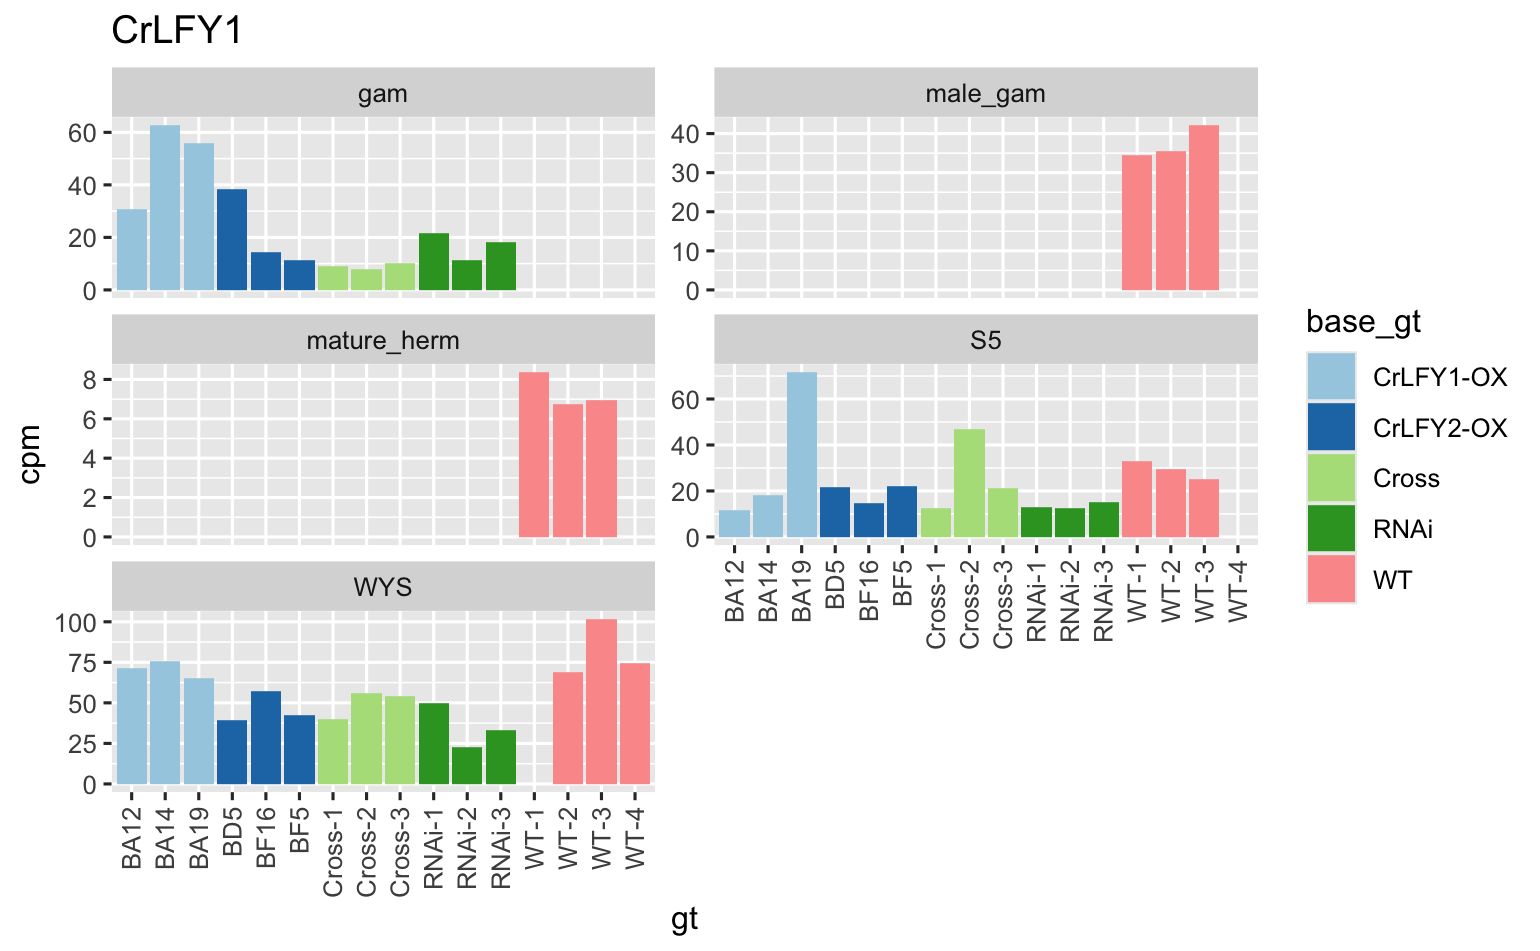 CrLFY1
gam
male_gam
60
40
20
0
40
30
20
10
0
mature_herm
S5
8
6
4
2
0
60
40
20
0
BA12
BA14
BA19
BD5
BF16
BF5
Cross-1
Cross-2
Cross-3
RNAi-1
RNAi-2
RNAi-3
WT-1
WT-2
WT-3
WT-4
WYS
100
75
50
25
0
BA12
BA14
BA19
BD5
BF16
BF5
Cross-1
Cross-2
Cross-3
RNAi-1
RNAi-2
RNAi-3
WT-1
WT-2
WT-3
WT-4
cpm
gt
base_gt
CrLFY1-OX
CrLFY2-OX
Cross
RNAi
WT